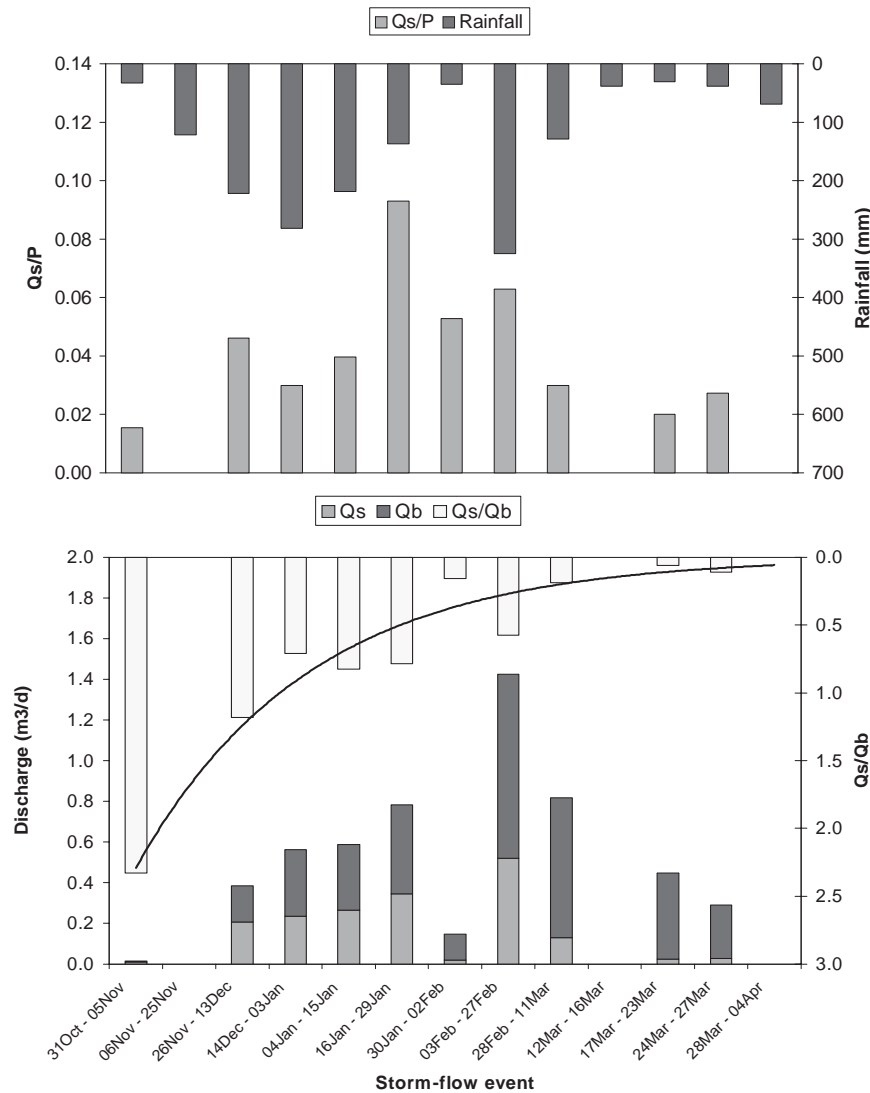 Qs/P Rainfall
0.14 0
0.12 100
0.10 200
0.08 300
0.06 400
0.04 500
0.02 600
0.00 700
Qs/P
Rainfall (mm)
Qs Qb Qs/Qb
2.0 0.0
1.8
1.6 0.5
1.4
1.2 1.0
1.0 1.5
0.8
0.6 2.0
0.4
0.2 2.5
0.0 3.0
Discharge (m3/d)
Qs/Qb
31Oct - 05Nov
06Nov - 25Nov
26Nov - 13Dec
14Dec - 03Jan
04Jan - 15Jan
16Jan - 29Jan
30Jan - 02Feb
03Feb - 27Feb
28Feb - 11Mar
12Mar - 16Mar
17Mar - 23Mar
24Mar - 27Mar
28Mar - 04Apr
Storm-flow event